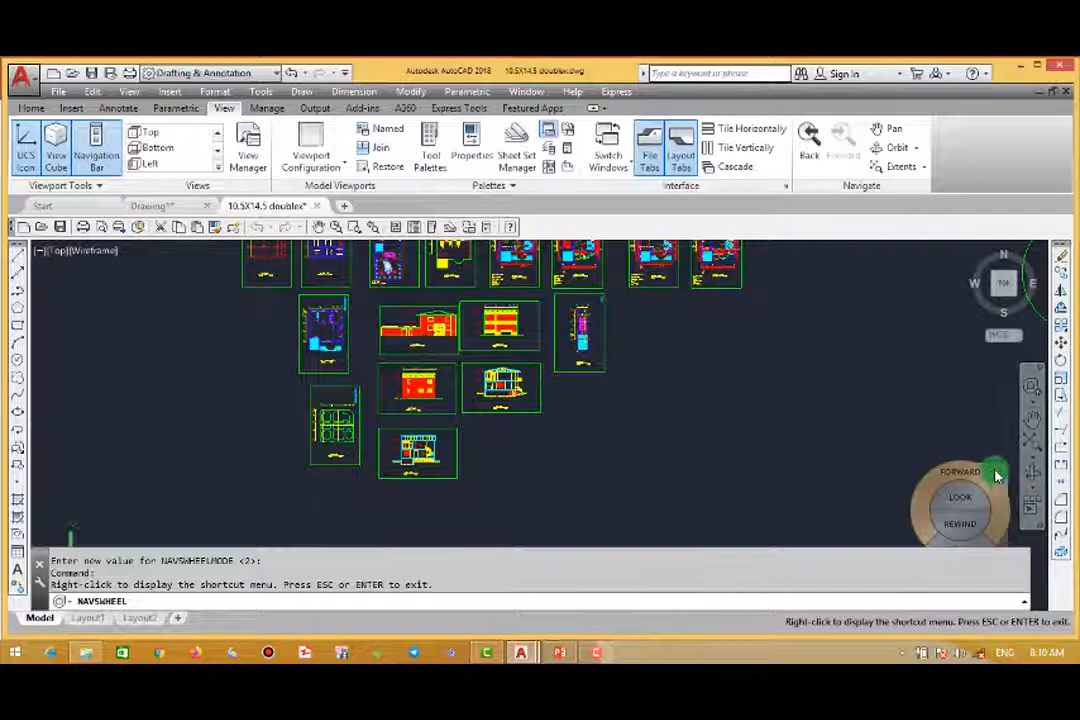 Drafting & Annotation
Autodesk AutoCAD 2018 10.5X14.5 doublex.dwg
Type a keyword or phrase
Sign In
File Edit View Insert Format Tools Draw Dimension Modify Parametric Window Help Express
Home Insert Annotate Parametric View Manage Output Add-ins A360 Express Tools Featured Apps
UCS Icon
View Cube
Navigation Bar
Top
Bottom
Left
View Manager
Viewport Configuration
Named
Join
Restore
Tool Palettes
Properties
Sheet Set Manager
Switch Windows
File Tabs
Layout Tabs
Tile Horizontally
Tile Vertically
Cascade
Back
Forward
Pan
Orbit
Extents
Viewport Tools Views Model Viewports Palettes Interface Navigate
Start Drawing1* 10.5X14.5 doublex*
[−][Top][Wireframe]
N
W TOP E
S
WCS
FORWARD
LOOK
REWIND
Enter new value for NAVSWHEELMODE <2>:
Command:
Right-click to display the shortcut menu. Press ESC or ENTER to exit.
NAVSWHEEL
Model Layout1 Layout2 +
Right-click to display the shortcut menu. Press ESC or ENTER to exit.
ENG 8:10 AM